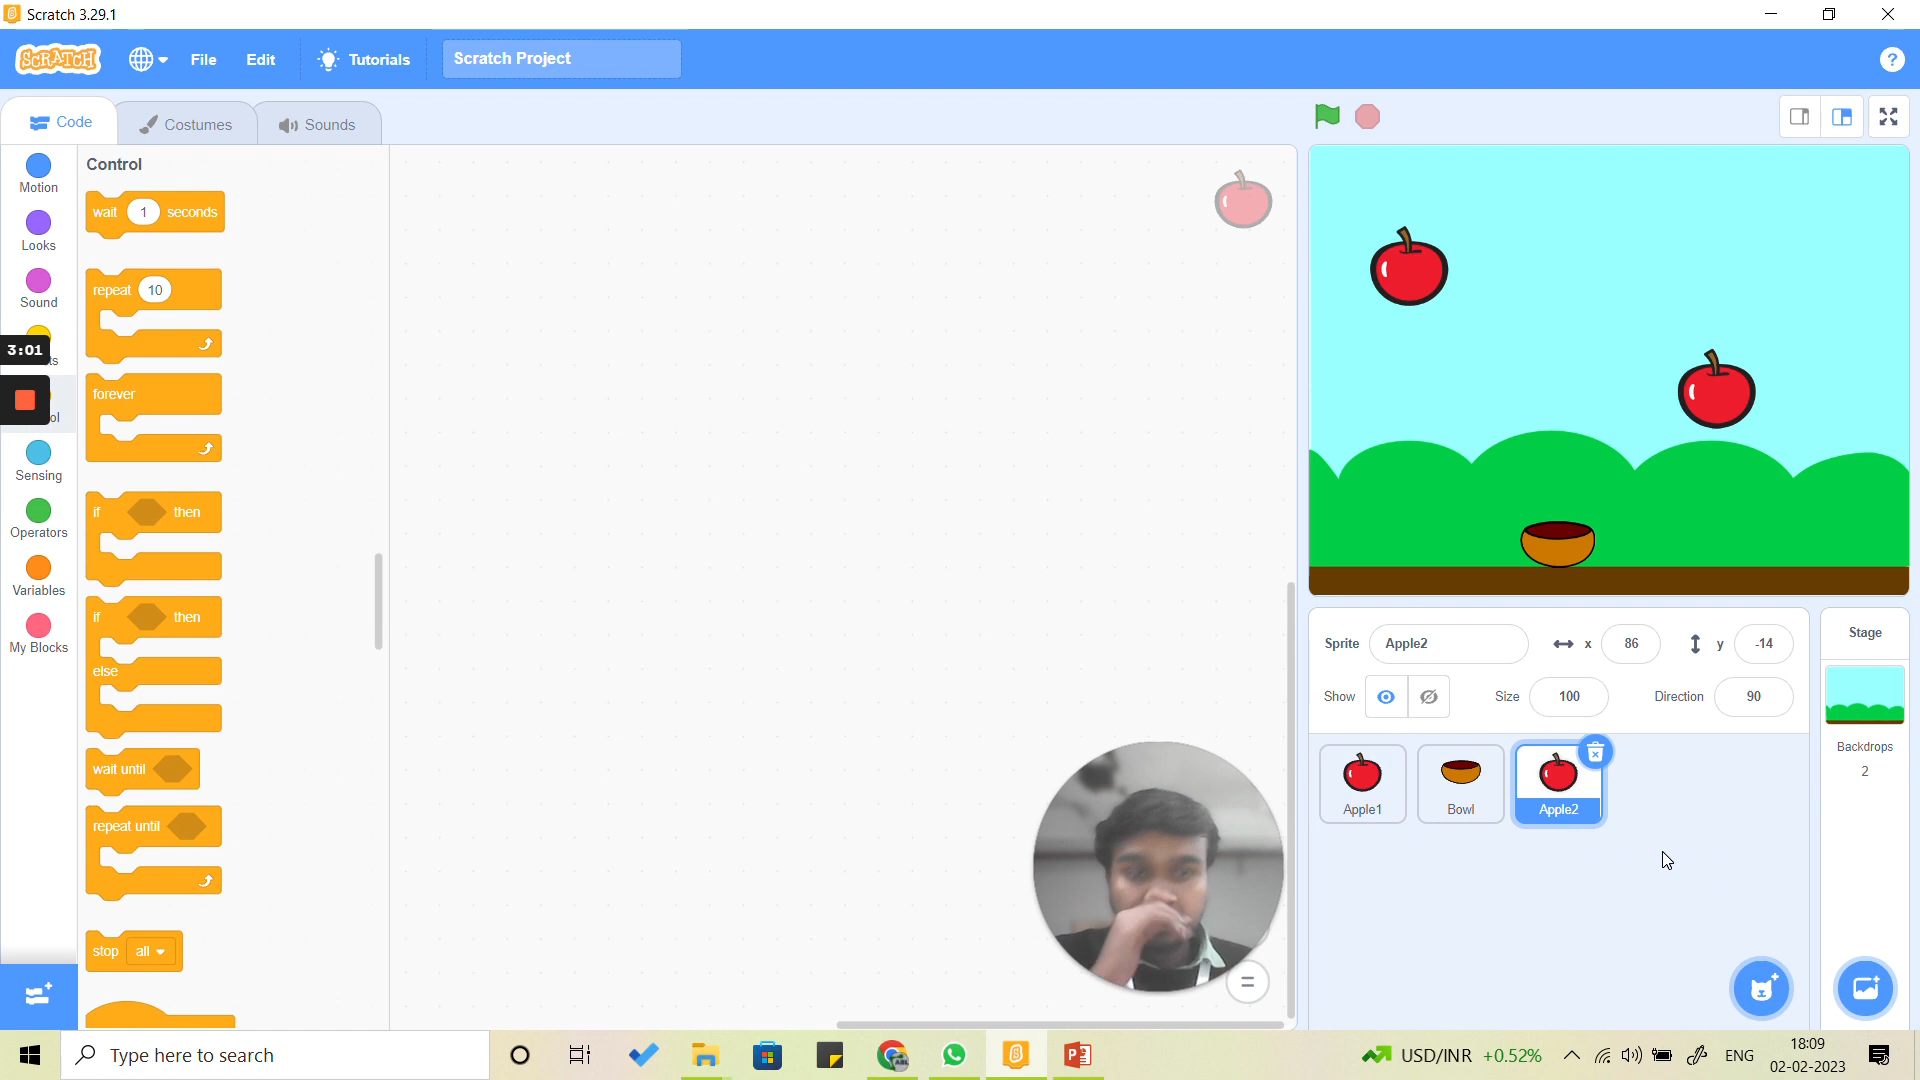 Scratch 3.29.1
SCRATCH
File
Edit
Tutorials
Scratch Project
?
Code
Costumes
Sounds
Motion
Looks
Sound
3:01
ts
ol
Sensing
Operators
Variables
My Blocks
Control
wait 1 seconds
repeat 10
forever
if then
if then
else
wait until
repeat until
stop all
Sprite Apple2 x 86 y -14
Show Size 100 Direction 90
Apple1
Bowl
Apple2
Stage
Backdrops
2
Type here to search
USD/INR +0.52%
ENG
18:09
02-02-2023